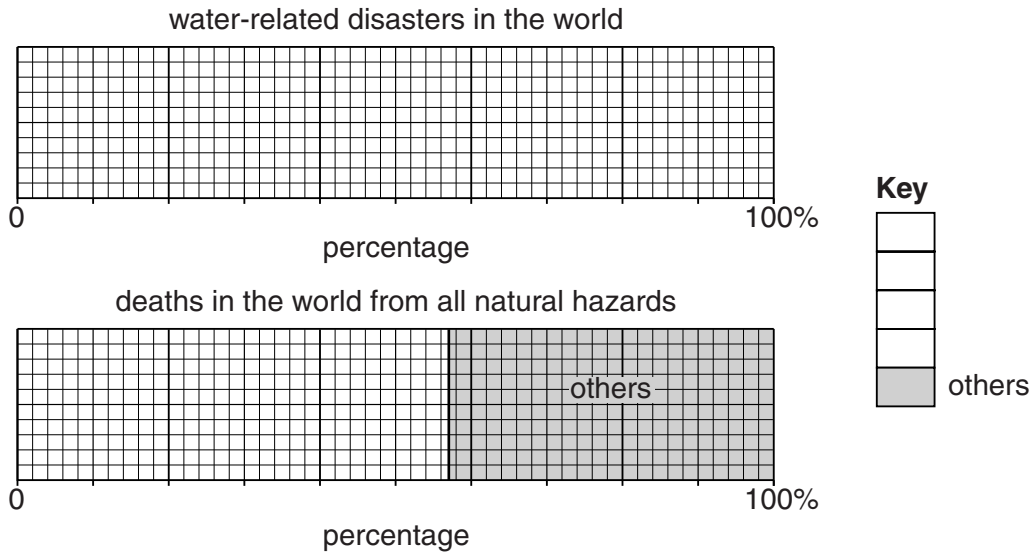 water-related disasters in the world
0 100%
percentage
Key
deaths in the world from all natural hazards
others
others
0 100%
percentage